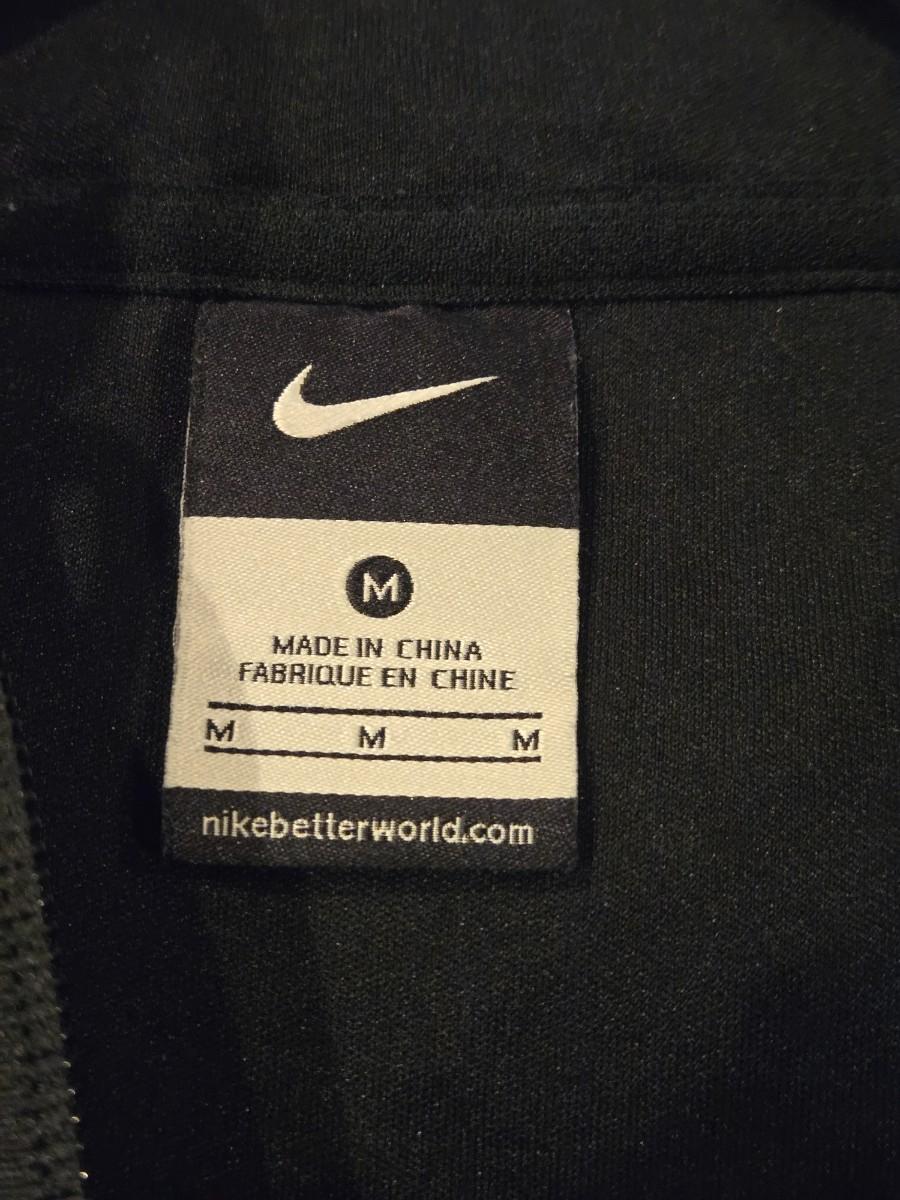 M
MADE IN CHINA
FABRIQUE EN CHINE
M M M
nikebetterworld.com